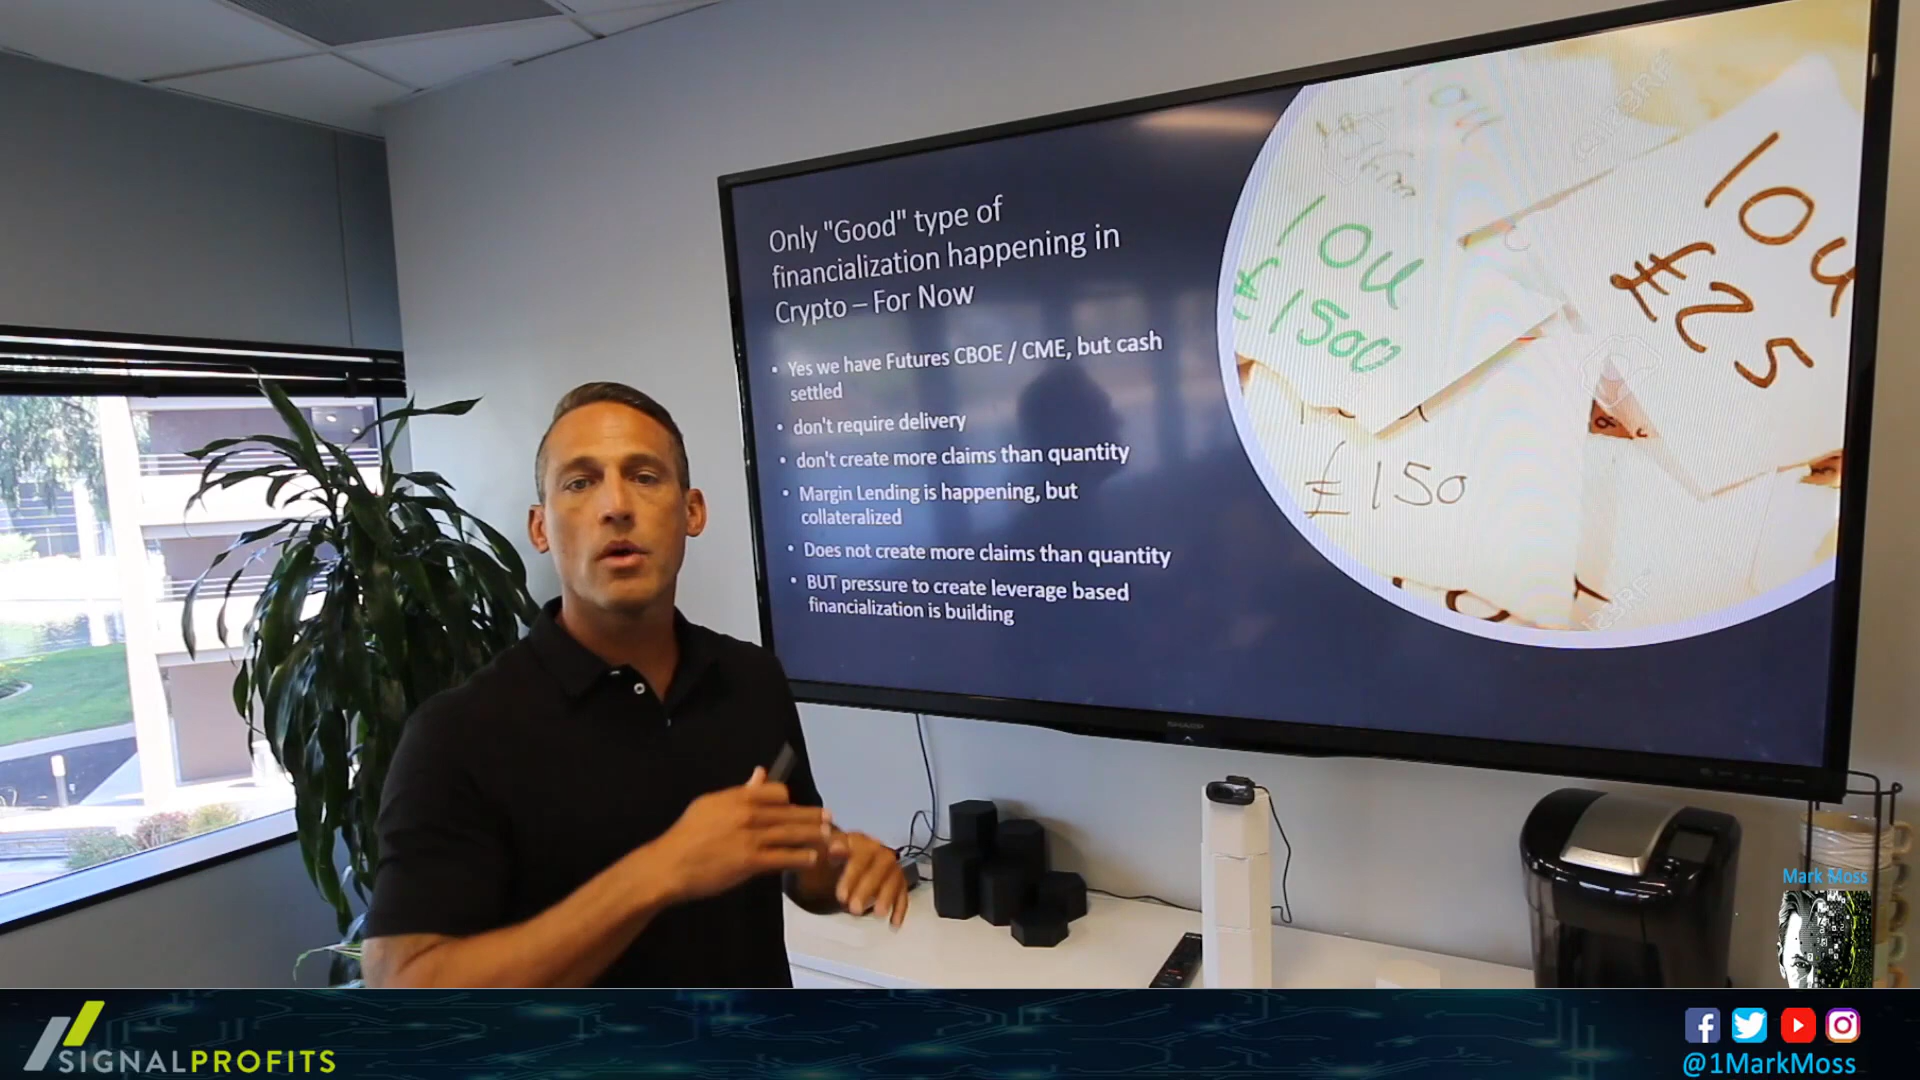 Only "Good" type of
financialization happening in
Crypto – For Now
• Yes we have Futures CBOE / CME, but cash
settled
• don't require delivery
• don't create more claims than quantity
• Margin Lending is happening, but
collateralized
• Does not create more claims than quantity
• BUT pressure to create leverage based
financialization is building
IOU
IOU
£1500
IOU
£25
£150
123RF
SHARP
Mark Moss
SIGNALPROFITS
@1MarkMoss